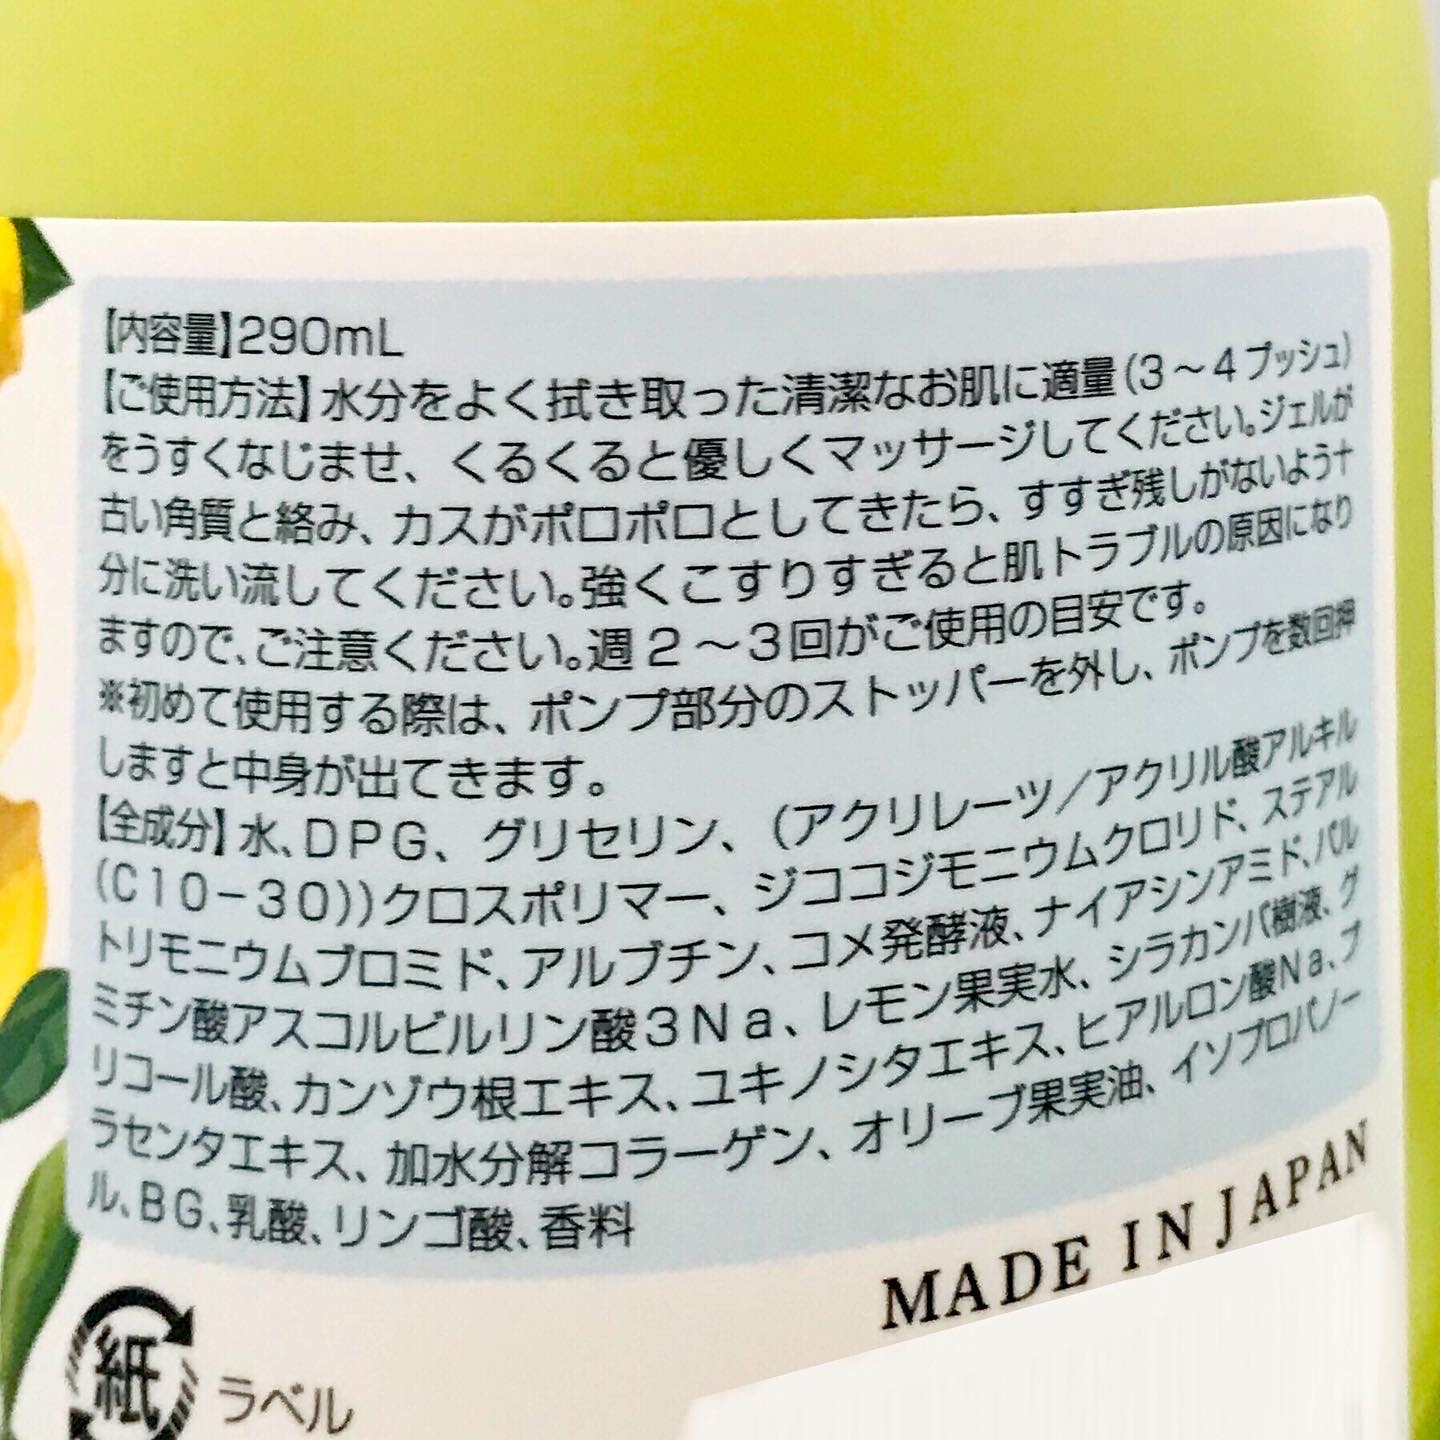 【内容量】290mL
【ご使用方法】水分をよく拭き取った清潔なお肌に適量(3〜4プッシュ)
をうすくなじませ、くるくると優しくマッサージしてください。ジェルが
古い角質と絡み、カスがポロポロとしてきたら、すすぎ残しがないよう十
分に洗い流してください。強くこすりすぎると肌トラブルの原因になり
ますので、ご注意ください。週2〜3回がご使用の目安です。
※初めて使用する際は、ポンプ部分のストッパーを外し、ポンプを数回押
しますと中身が出てきます。
【全成分】水、DPG、グリセリン、(アクリレーツ/アクリル酸アルキル
(C10-30))クロスポリマー、ジココジモニウムクロリド、ステアル
トリモニウムブロミド、アルブチン、コメ発酵液、ナイアシンアミド、パル
ミチン酸アスコルビルリン酸3Na、レモン果実水、シラカンバ樹液、グ
リコール酸、カンゾウ根エキス、ユキノシタエキス、ヒアルロン酸Na、プ
ラセンタエキス、加水分解コラーゲン、オリーブ果実油、イソプロパノー
ル、BG、乳酸、リンゴ酸、香料
MADE IN JAPAN
紙
ラベル